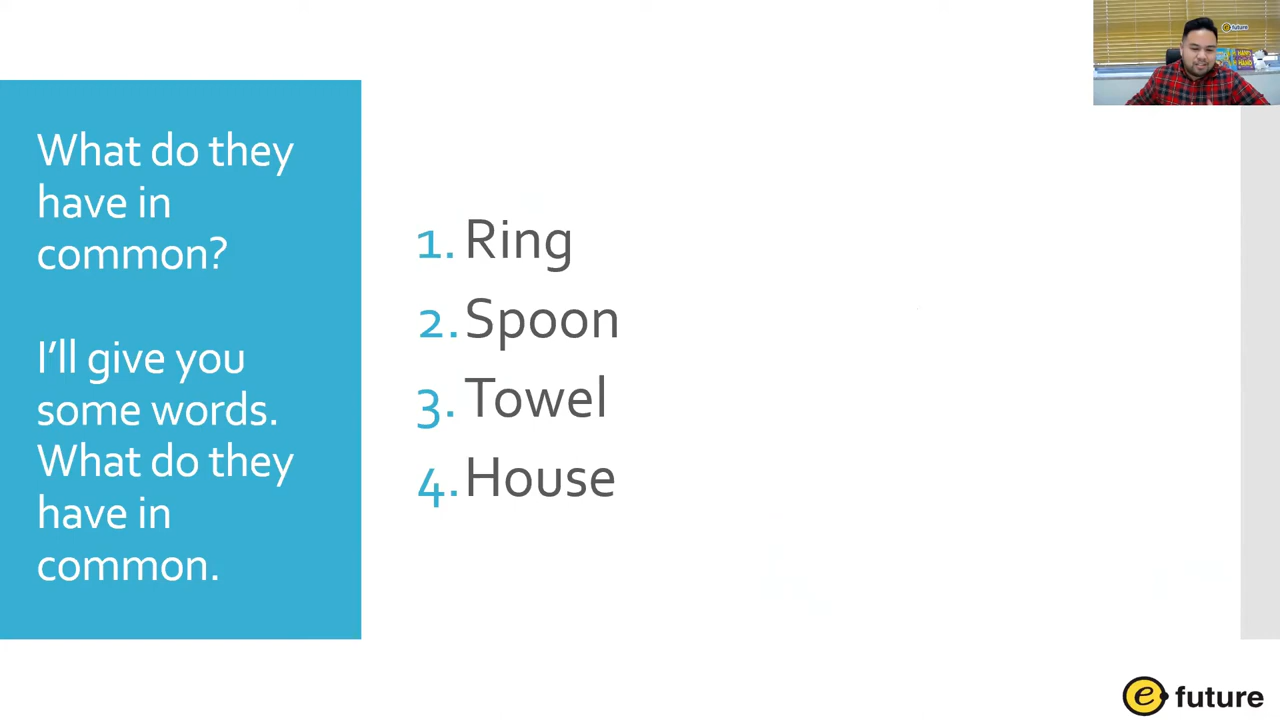 What do they
have in
common?
I'll give you
some words.
What do they
have in
common.
1. Ring
2. Spoon
3. Towel
4. House
e future
e future